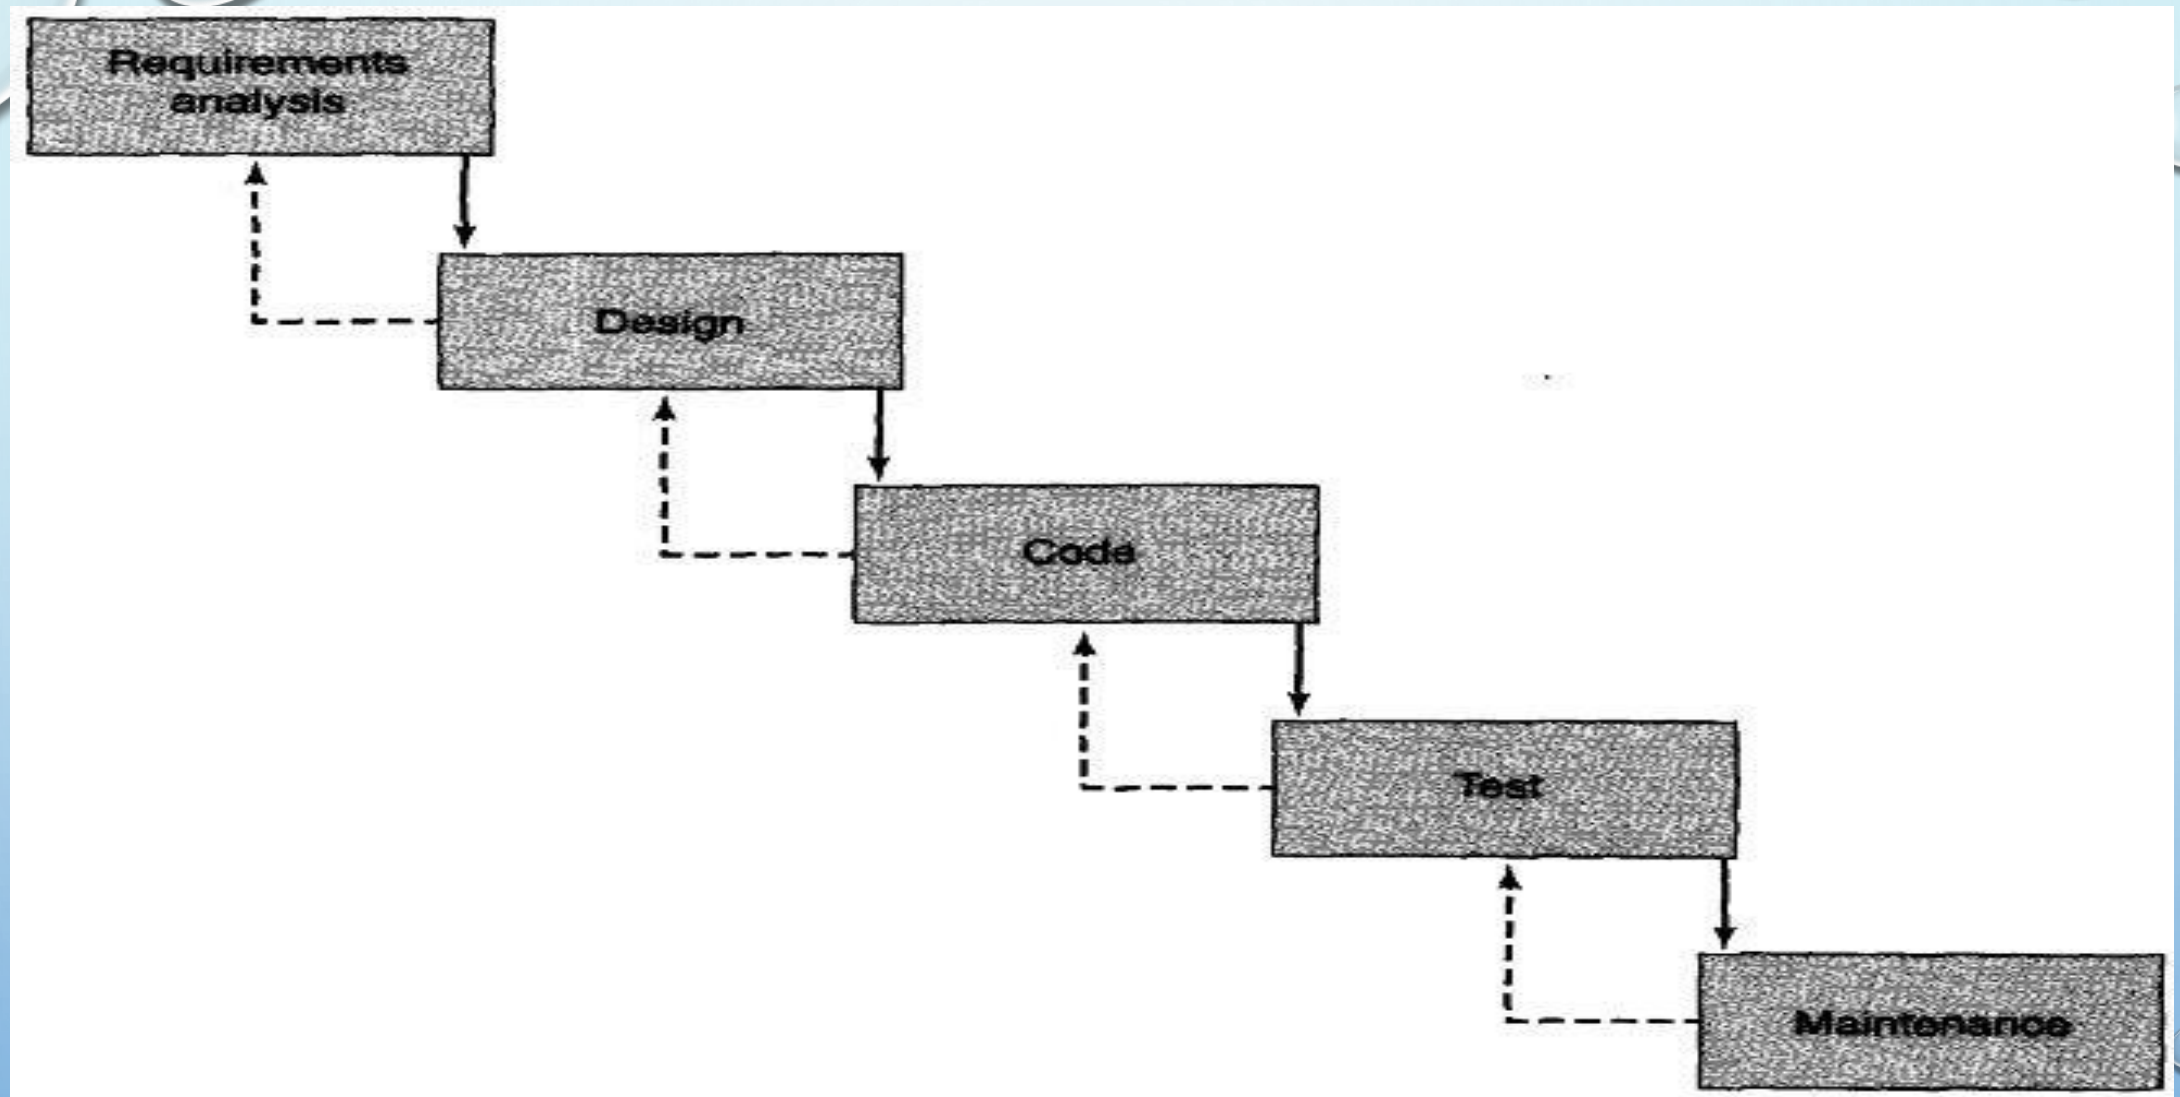 Requirements
analysis
Design
Code
Test
Maintenance